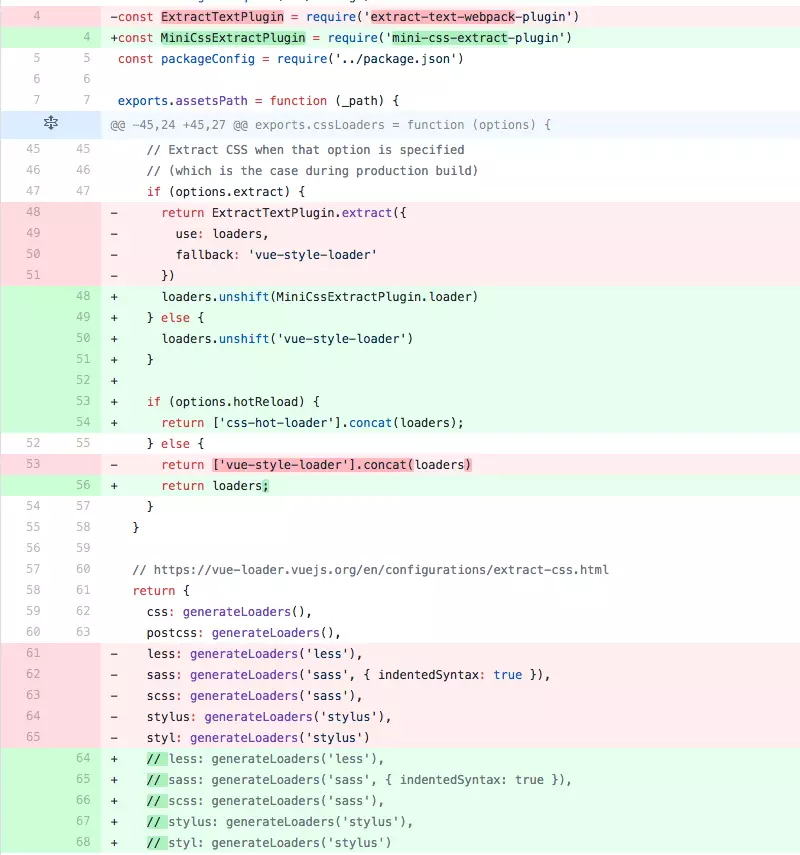 4 -const ExtractTextPlugin = require('extract-text-webpack-plugin')
4 +const MiniCssExtractPlugin = require('mini-css-extract-plugin')
5 5 const packageConfig = require('../package.json')
6 6
7 7 exports.assetsPath = function (_path) {
@@ -45,24 +45,27 @@ exports.cssLoaders = function (options) {
45 45 // Extract CSS when that option is specified
46 46 // (which is the case during production build)
47 47 if (options.extract) {
48 - return ExtractTextPlugin.extract({
49 - use: loaders,
50 - fallback: 'vue-style-loader'
51 - })
48 + loaders.unshift(MiniCssExtractPlugin.loader)
49 + } else {
50 + loaders.unshift('vue-style-loader')
51 + }
52 +
53 + if (options.hotReload) {
54 + return ['css-hot-loader'].concat(loaders);
52 55 } else {
53 - return ['vue-style-loader'].concat(loaders)
56 + return loaders;
54 57 }
55 58 }
56 59
57 60 // https://vue-loader.vuejs.org/en/configurations/extract-css.html
58 61 return {
59 62 css: generateLoaders(),
60 63 postcss: generateLoaders(),
61 - less: generateLoaders('less'),
62 - sass: generateLoaders('sass', { indentedSyntax: true }),
63 - scss: generateLoaders('sass'),
64 - stylus: generateLoaders('stylus'),
65 - styl: generateLoaders('stylus')
64 + // less: generateLoaders('less'),
65 + // sass: generateLoaders('sass', { indentedSyntax: true }),
66 + // scss: generateLoaders('sass'),
67 + // stylus: generateLoaders('stylus'),
68 + // styl: generateLoaders('stylus')